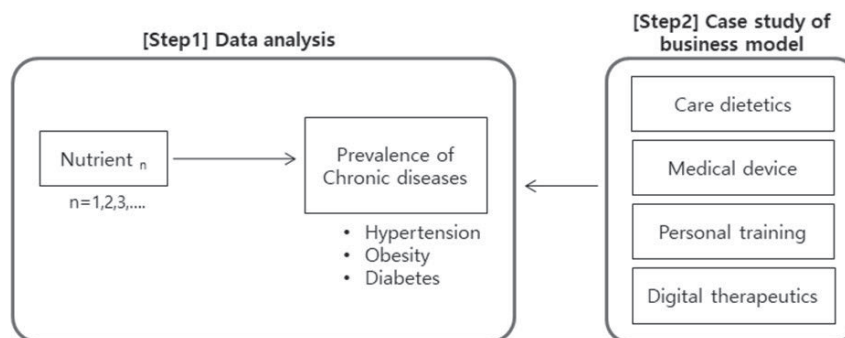 [Step1] Data analysis
Nutrient n
n=1,2,3,....
Prevalence of
Chronic diseases
• Hypertension
• Obesity
• Diabetes
[Step2] Case study of
business model
Care dietetics
Medical device
Personal training
Digital therapeutics